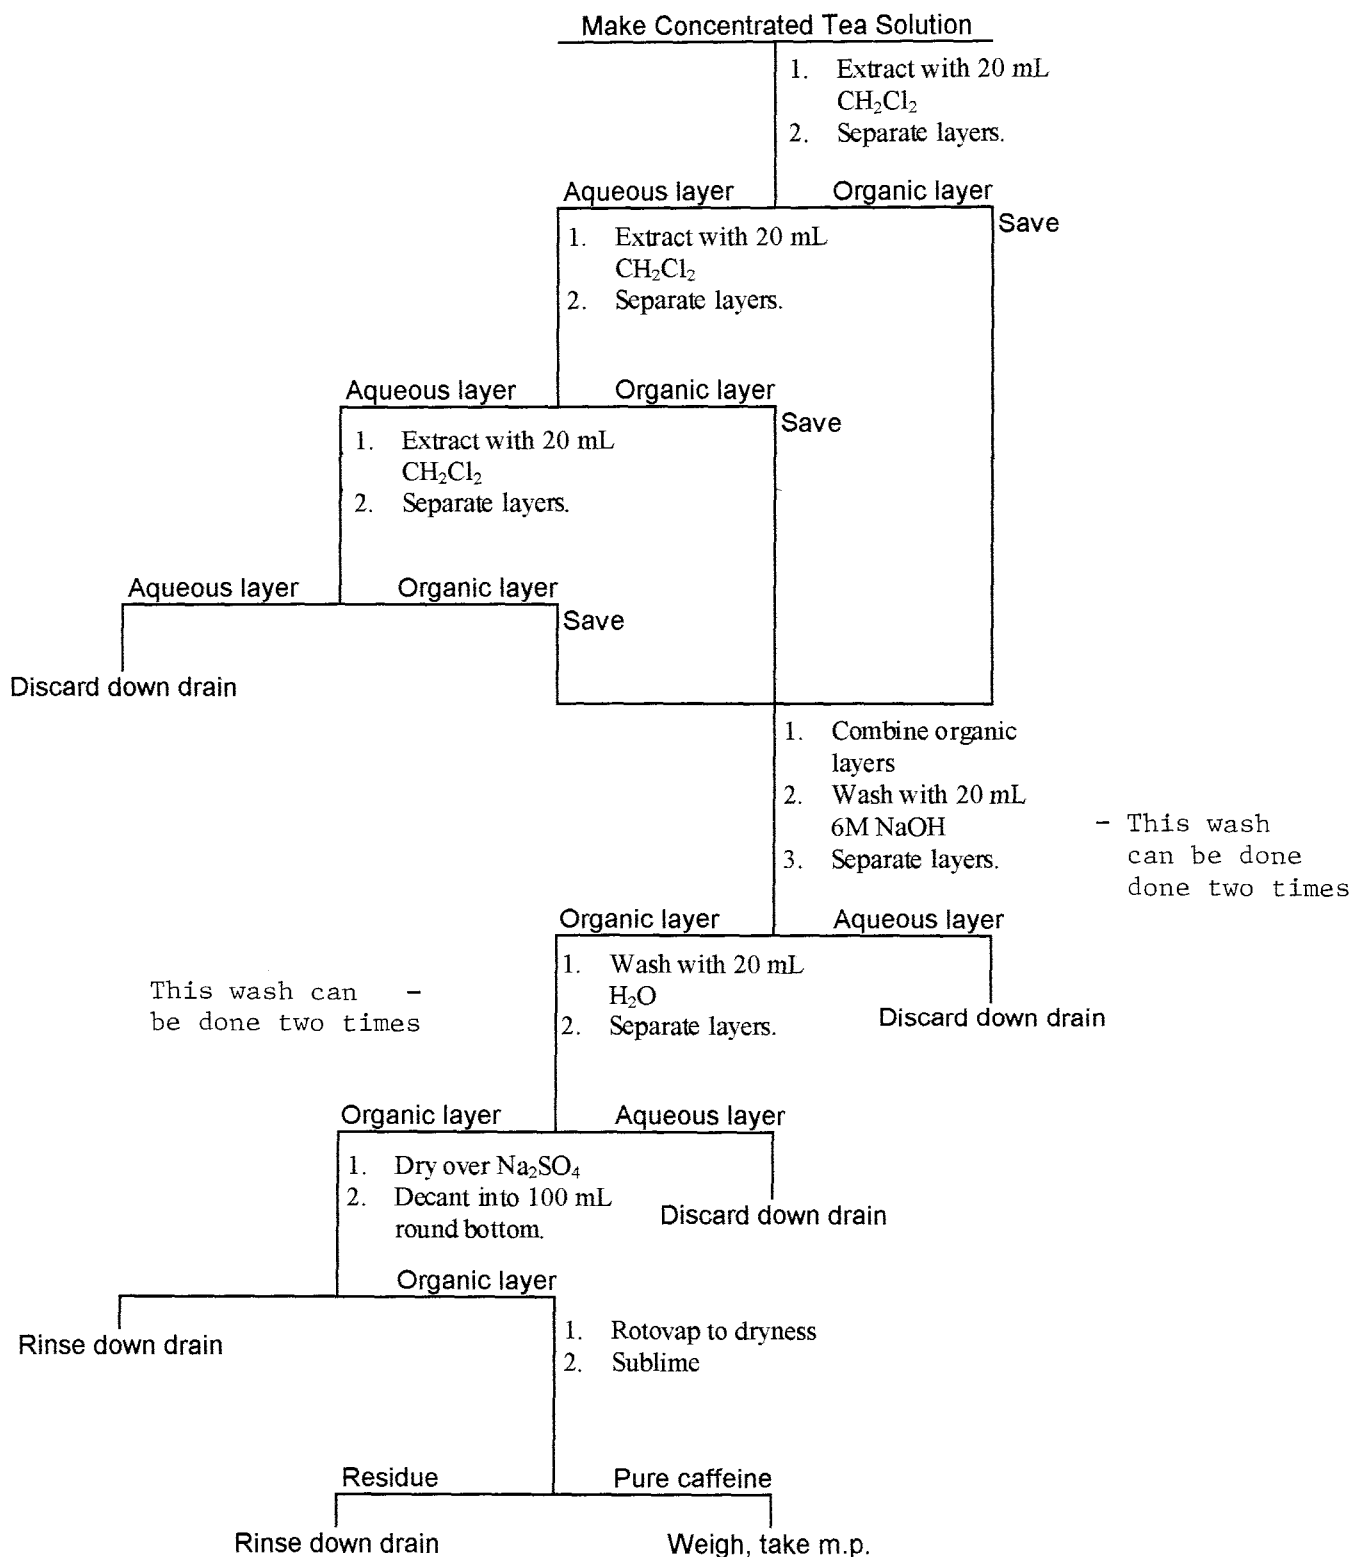 Make Concentrated Tea Solution
1. Extract with 20 mL
CH₂Cl₂
2. Separate layers.
Aqueous layer
Organic layer
Save
1. Extract with 20 mL
CH₂Cl₂
2. Separate layers.
Aqueous layer
Organic layer
Save
1. Extract with 20 mL
CH₂Cl₂
2. Separate layers.
Aqueous layer
Organic layer
Save
Discard down drain
1. Combine organic
layers
2. Wash with 20 mL
6M NaOH
3. Separate layers.
- This wash
can be done
done two times
Organic layer
Aqueous layer
1. Wash with 20 mL
H₂O
2. Separate layers.
This wash can -
be done two times
Discard down drain
Organic layer
Aqueous layer
1. Dry over Na₂SO₄
2. Decant into 100 mL
round bottom.
Discard down drain
Organic layer
Rinse down drain
1. Rotovap to dryness
2. Sublime
Residue
Pure caffeine
Rinse down drain
Weigh, take m.p.